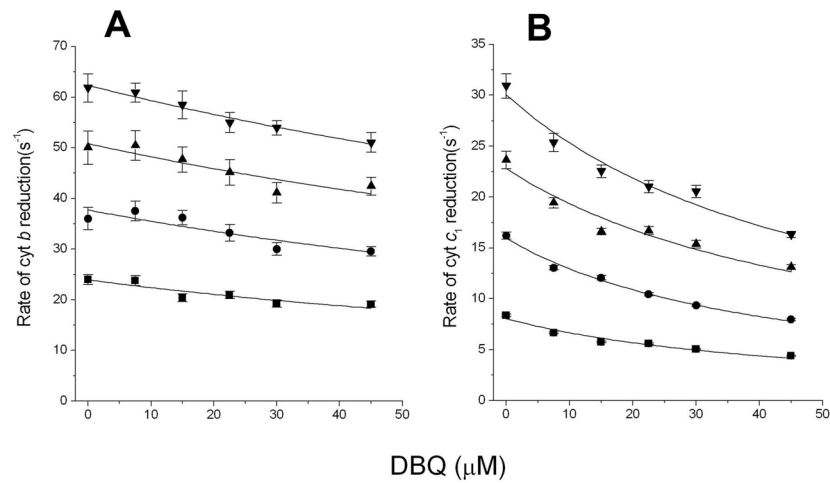 A
Rate of cyt b reduction(s⁻¹)
70
60
50
40
30
20
10
0
0 10 20 30 40 50
B
Rate of cyt c₁ reduction (s⁻¹)
35
30
25
20
15
10
5
0
0 10 20 30 40 50
DBQ (μM)